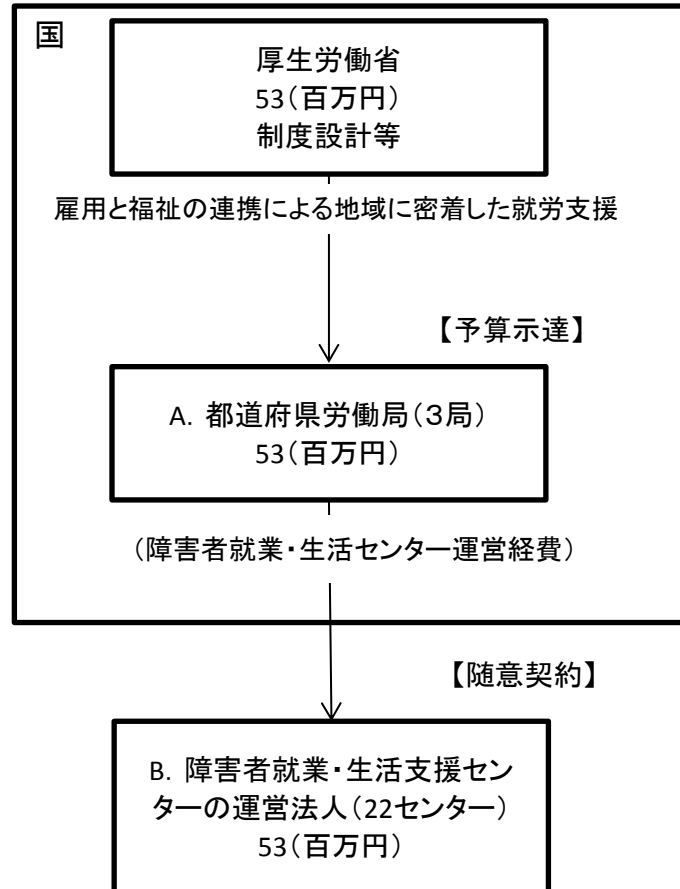 国
厚生労働省
53(百万円)
制度設計等
雇用と福祉の連携による地域に密着した就労支援
【予算示達】
A. 都道府県労働局(３局)
53(百万円)
(障害者就業・生活センター運営経費)
【随意契約】
B. 障害者就業・生活支援セン
ターの運営法人(22センター)
53(百万円)